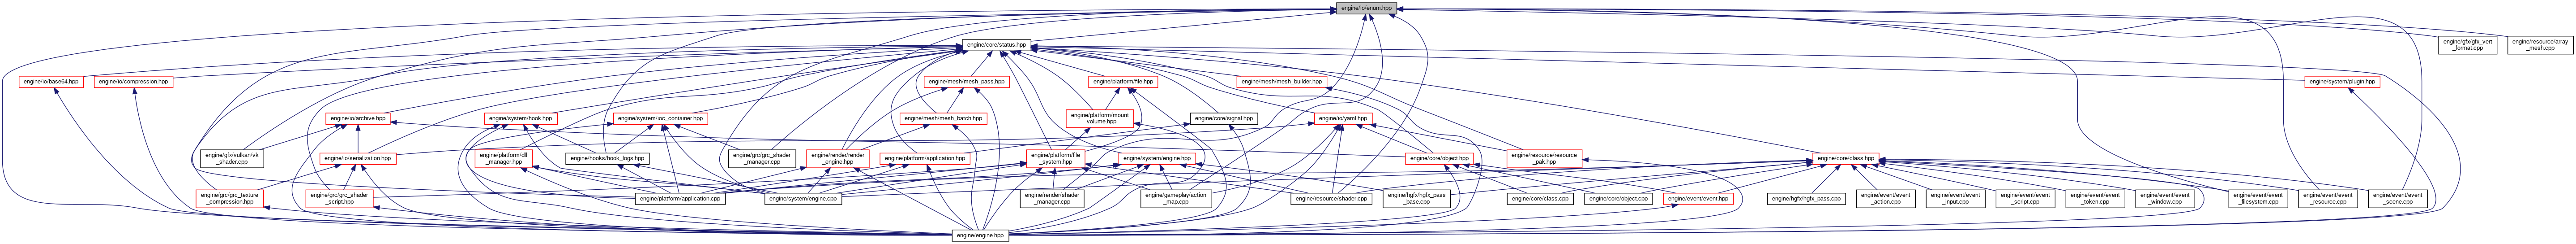 engine/io/enum.hpp
engine/core/status.hpp
engine/gfx/gfx_vert
_format.cpp
engine/resource/array
_mesh.cpp
engine/io/base64.hpp
engine/io/compression.hpp
engine/mesh/mesh_pass.hpp
engine/platform/file.hpp
engine/mesh/mesh_builder.hpp
engine/system/plugin.hpp
engine/io/archive.hpp
engine/system/hook.hpp
engine/system/ioc_container.hpp
engine/mesh/mesh_batch.hpp
engine/platform/mount
_volume.hpp
engine/core/signal.hpp
engine/io/yaml.hpp
engine/gfx/vulkan/vk
_shader.cpp
engine/io/serialization.hpp
engine/platform/dll
_manager.hpp
engine/hooks/hook_logs.hpp
engine/grc/grc_shader
_manager.cpp
engine/render/render
_engine.hpp
engine/platform/application.hpp
engine/platform/file
_system.hpp
engine/system/engine.hpp
engine/core/object.hpp
engine/resource/resource
_pak.hpp
engine/core/class.hpp
engine/grc/grc_texture
_compression.hpp
engine/grc/grc_shader
_script.hpp
engine/platform/application.cpp
engine/system/engine.cpp
engine/render/shader
_manager.cpp
engine/gameplay/action
_map.cpp
engine/resource/shader.cpp
engine/hgfx/hgfx_pass
_base.cpp
engine/core/class.cpp
engine/core/object.cpp
engine/event/event.hpp
engine/hgfx/hgfx_pass.cpp
engine/event/event
_action.cpp
engine/event/event
_input.cpp
engine/event/event
_script.cpp
engine/event/event
_token.cpp
engine/event/event
_window.cpp
engine/event/event
_filesystem.cpp
engine/event/event
_resource.cpp
engine/event/event
_scene.cpp
engine/engine.hpp